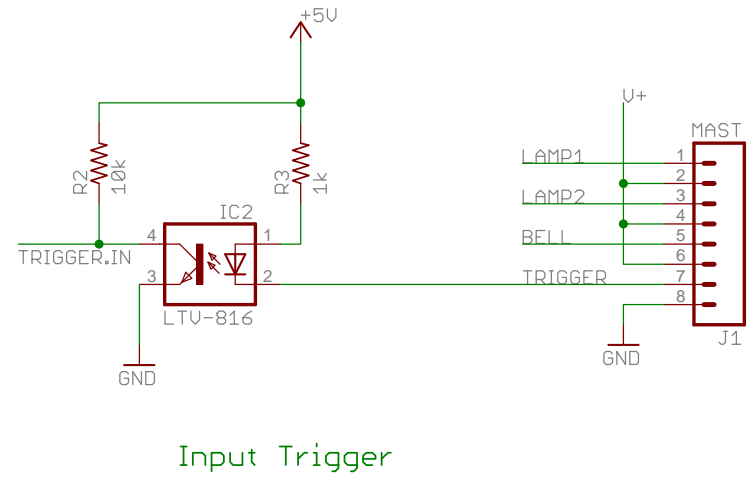 +5V
V+
MAST
LAMP1
1
2
R2
10k
R3
1k
LAMP2
3
IC2
4
4
1
BELL
5
TRIGGER.IN
6
3
2
TRIGGER
7
8
LTV-816
J1
GND
GND
Input Trigger